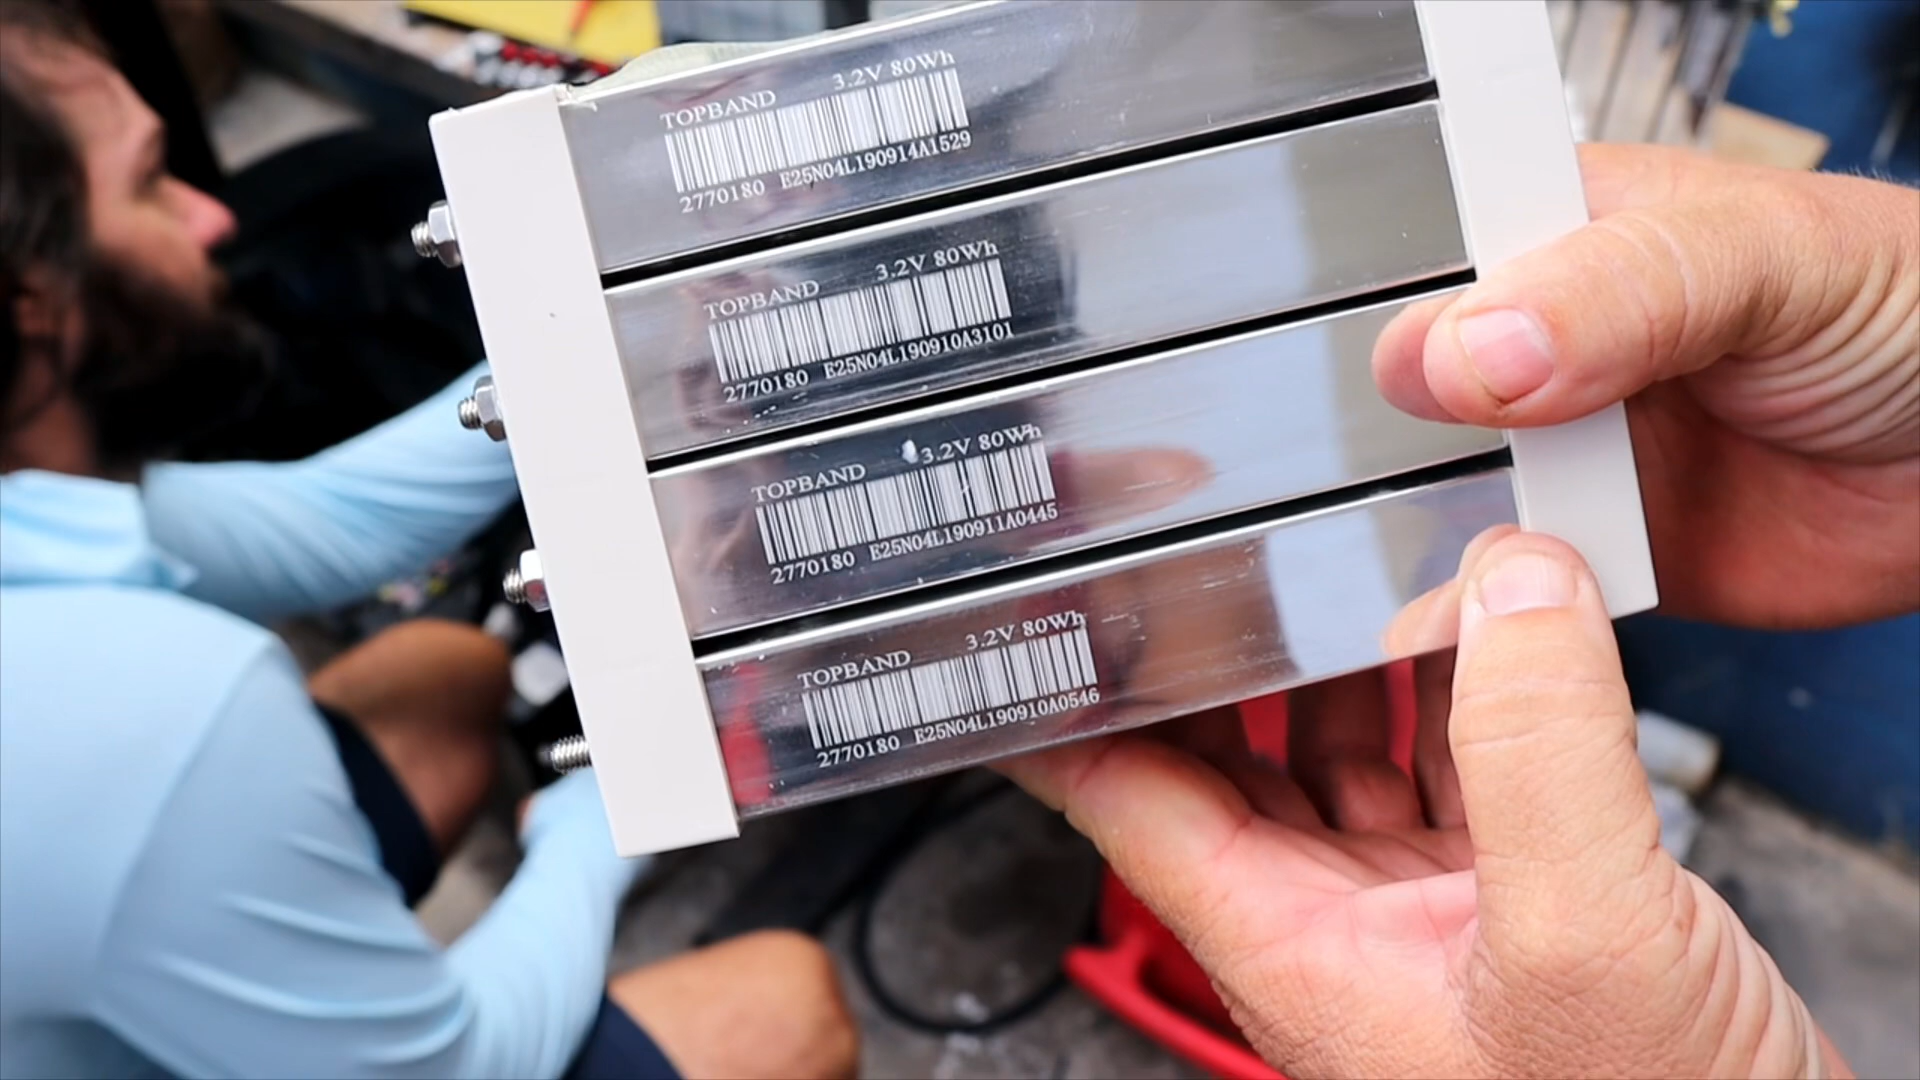 TOPBAND 3.2V 80Wh
2770180 E25N04L190914A1529
TOPBAND 3.2V 80Wh
2770180 E25N04L190910A3101
TOPBAND 3.2V 80Wh
2770180 E25N04L190911A0445
TOPBAND 3.2V 80Wh
2770180 E25N04L190910A0546